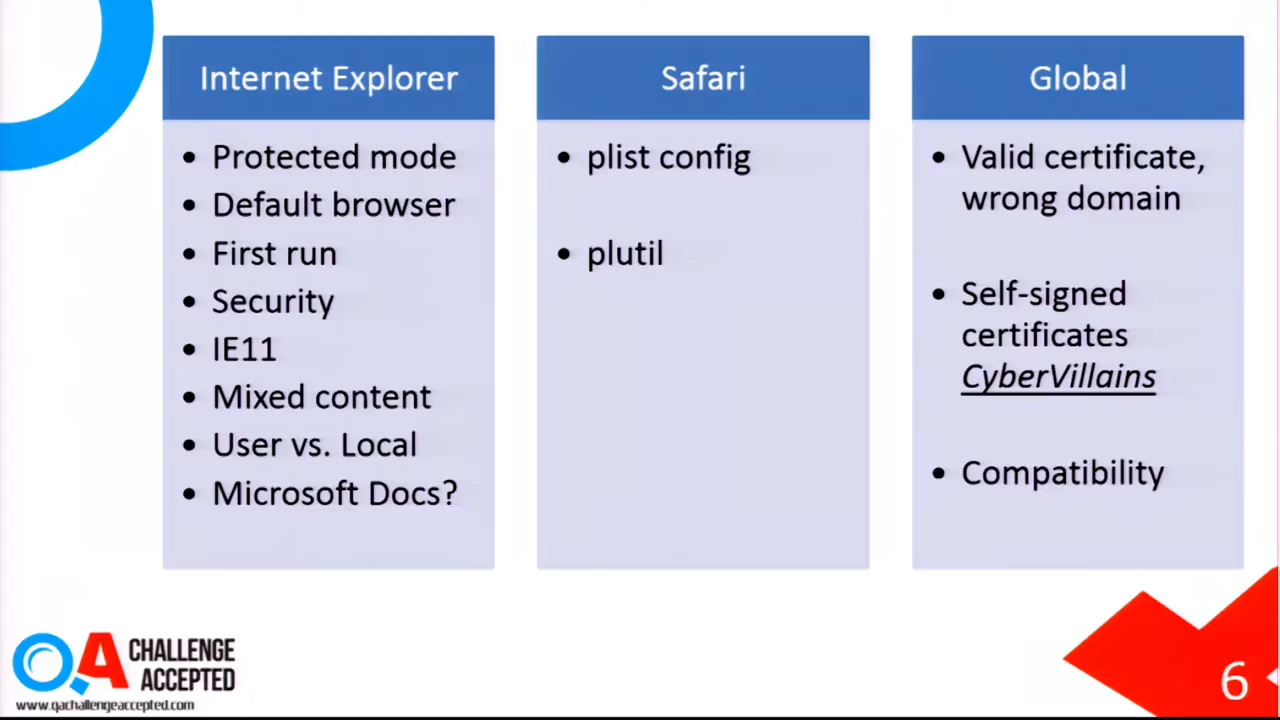 Internet Explorer
• Protected mode
• Default browser
• First run
• Security
• IE11
• Mixed content
• User vs. Local
• Microsoft Docs?
Safari
• plist config
• plutil
Global
• Valid certificate,
wrong domain
• Self-signed
certificates
CyberVillains
• Compatibility
QA CHALLENGE
ACCEPTED
www.qachallengeaccepted.com
6